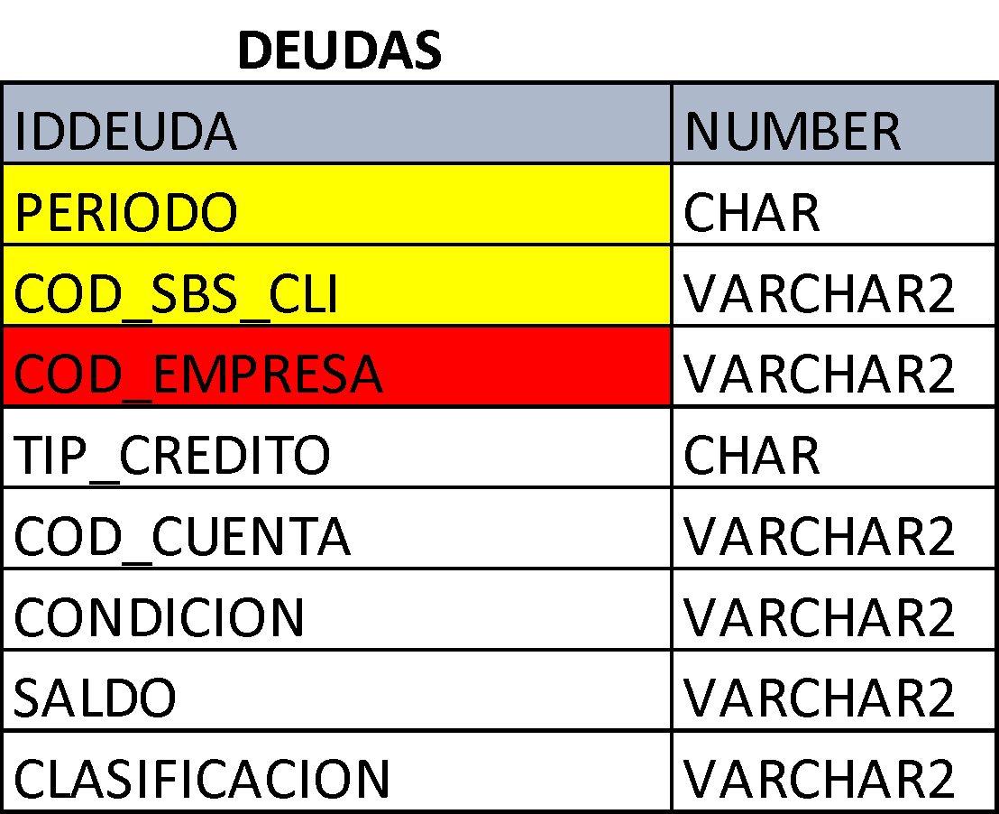 DEUDAS
IDDEUDA NUMBER
PERIODO CHAR
COD_SBS_CLI VARCHAR2
COD_EMPRESA VARCHAR2
TIP_CREDITO CHAR
COD_CUENTA VARCHAR2
CONDICION VARCHAR2
SALDO VARCHAR2
CLASIFICACION VARCHAR2